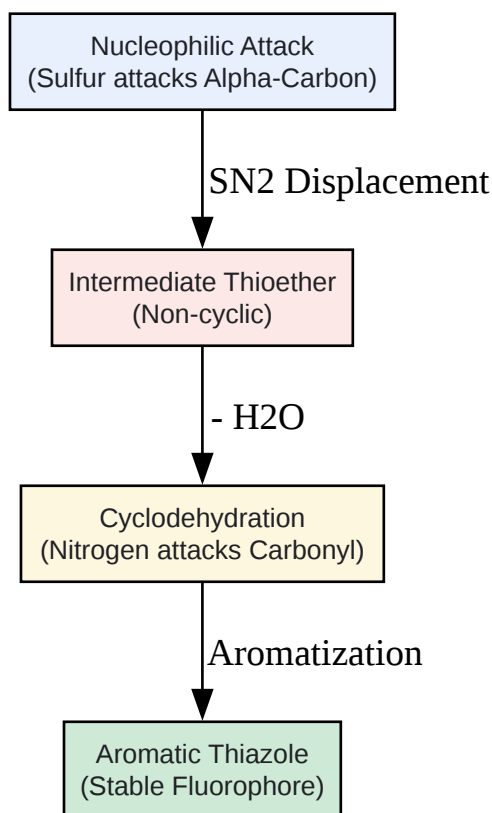 Nucleophilic Attack
(Sulfur attacks Alpha-Carbon)
SN2 Displacement
Intermediate Thioether
(Non-cyclic)
- H2O
Cyclodehydration
(Nitrogen attacks Carbonyl)
Aromatization
Aromatic Thiazole
(Stable Fluorophore)